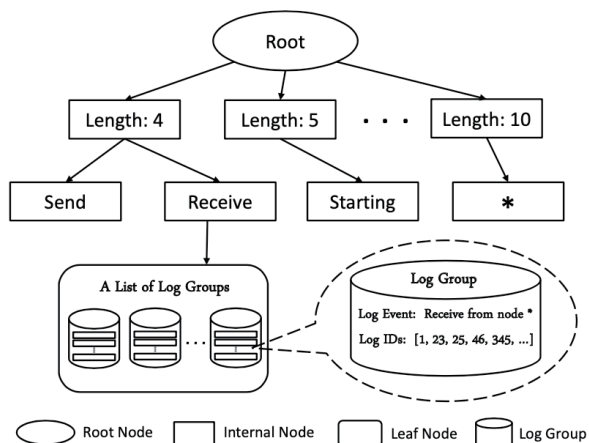 Root
Length: 4
Length: 5
. . .
Length: 10
Send
Receive
Starting
*
A List of Log Groups
...
Log Group
Log Event: Receive from node *
Log IDs: [1, 23, 25, 46, 345, ...]
Root Node
Internal Node
Leaf Node
Log Group